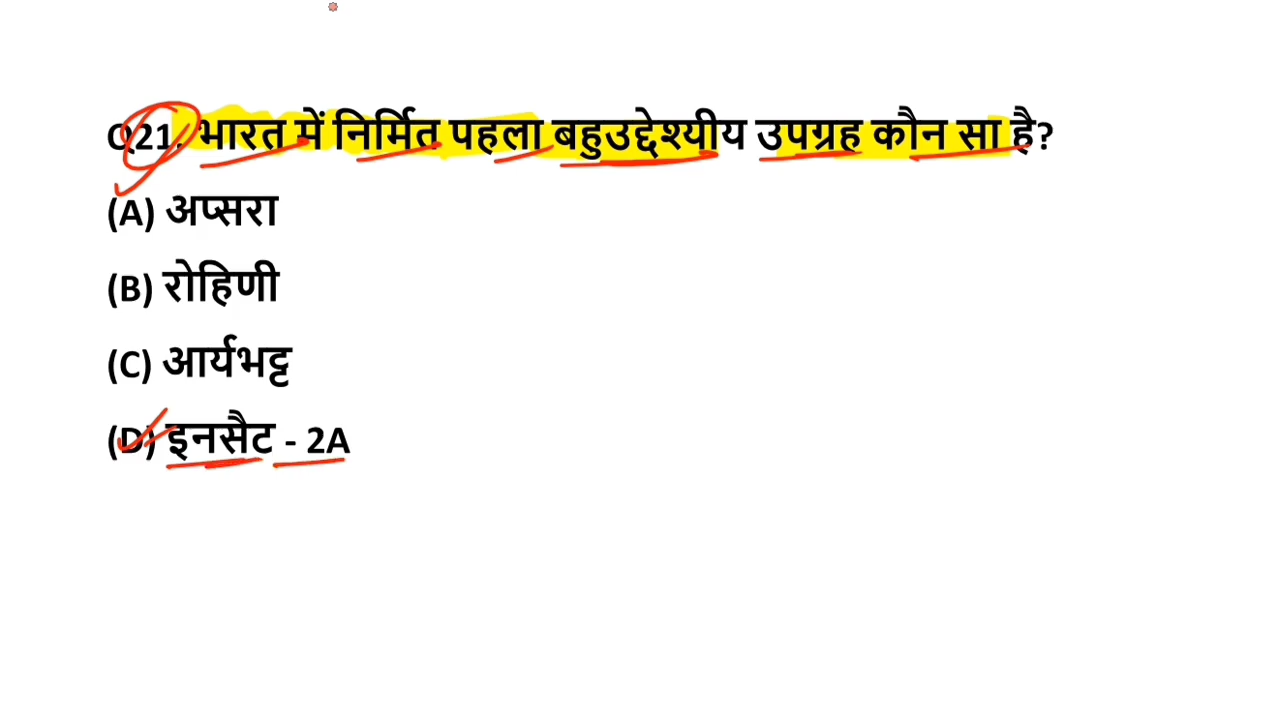 Q21. भारत में निर्मित पहला बहुउद्देश्यीय उपग्रह कौन सा है?
(A) अप्सरा
(B) रोहिणी
(C) आर्यभट्ट
(D) इनसैट - 2A